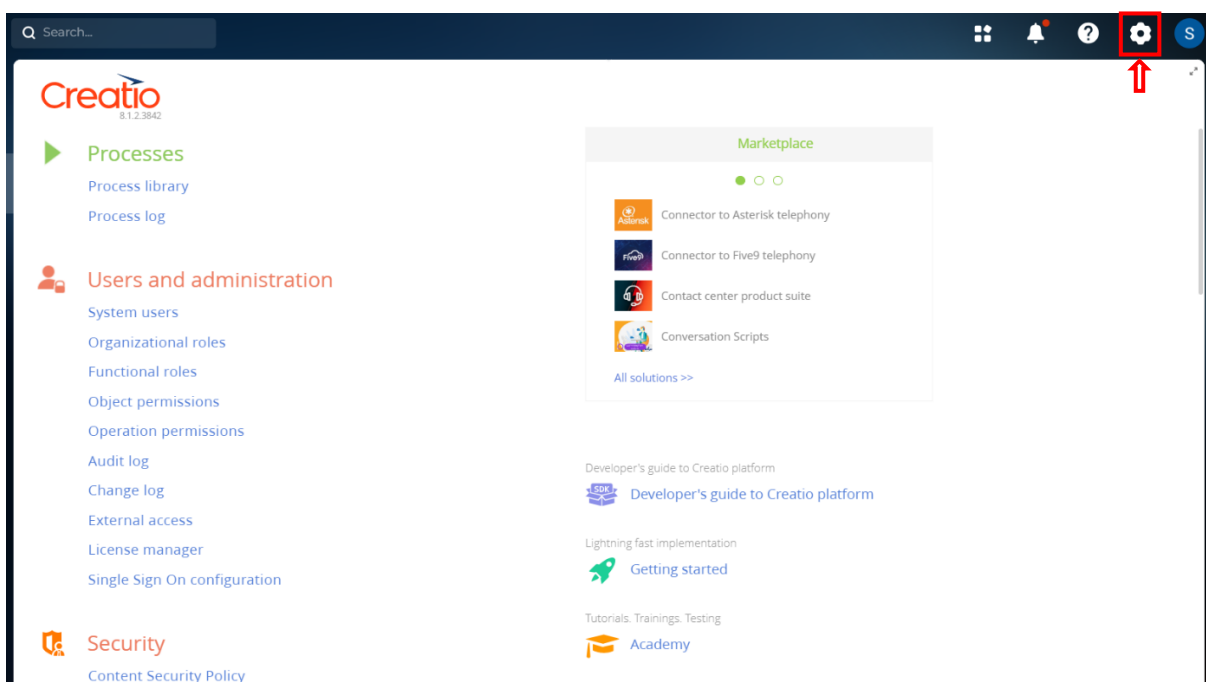 Search...
S
Creatio
8.1.2.3842
Processes
Process library
Process log
Users and administration
System users
Organizational roles
Functional roles
Object permissions
Operation permissions
Audit log
Change log
External access
License manager
Single Sign On configuration
Security
Content Security Policy
Marketplace
Asterisk
Connector to Asterisk telephony
Five9
Connector to Five9 telephony
Contact center product suite
Conversation Scripts
All solutions >>
Developer's guide to Creatio platform
SDK
Developer's guide to Creatio platform
Lightning fast implementation
Getting started
Tutorials. Trainings. Testing
Academy